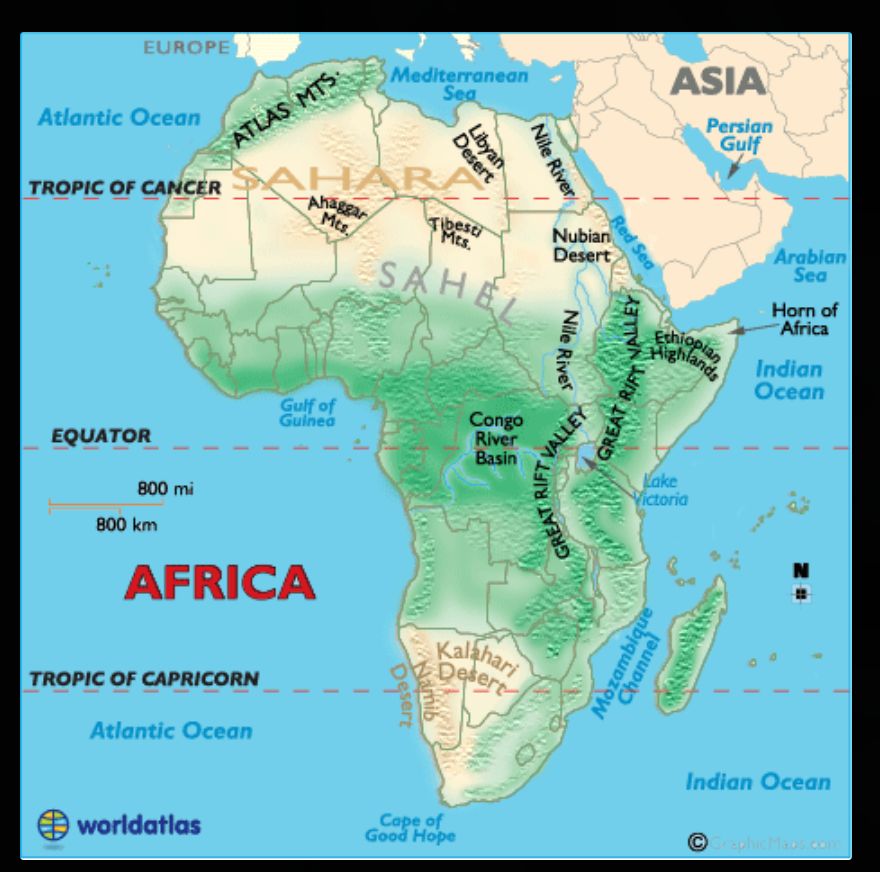 EUROPE
Mediterranean
Sea
ASIA
Atlantic Ocean
ATLAS MTS.
Libyan
Desert
Nile River
Persian
Gulf
TROPIC OF CANCER
SAHARA
Ahaggar
Mts.
Tibesti
Mts.
Nubian
Desert
Red Sea
Arabian
Sea
SAHEL
Horn of
Africa
Nile River
GREAT RIFT VALLEY
Ethiopian
Highlands
Indian
Ocean
Gulf of
Guinea
EQUATOR
Congo
River
Basin
GREAT RIFT VALLEY
Lake
Victoria
800 mi
800 km
AFRICA
N
Mozambique
Channel
TROPIC OF CAPRICORN
Kalahari
Desert
Namib
Desert
Atlantic Ocean
Indian Ocean
worldatlas
Cape of
Good Hope
© GraphicMaps.com